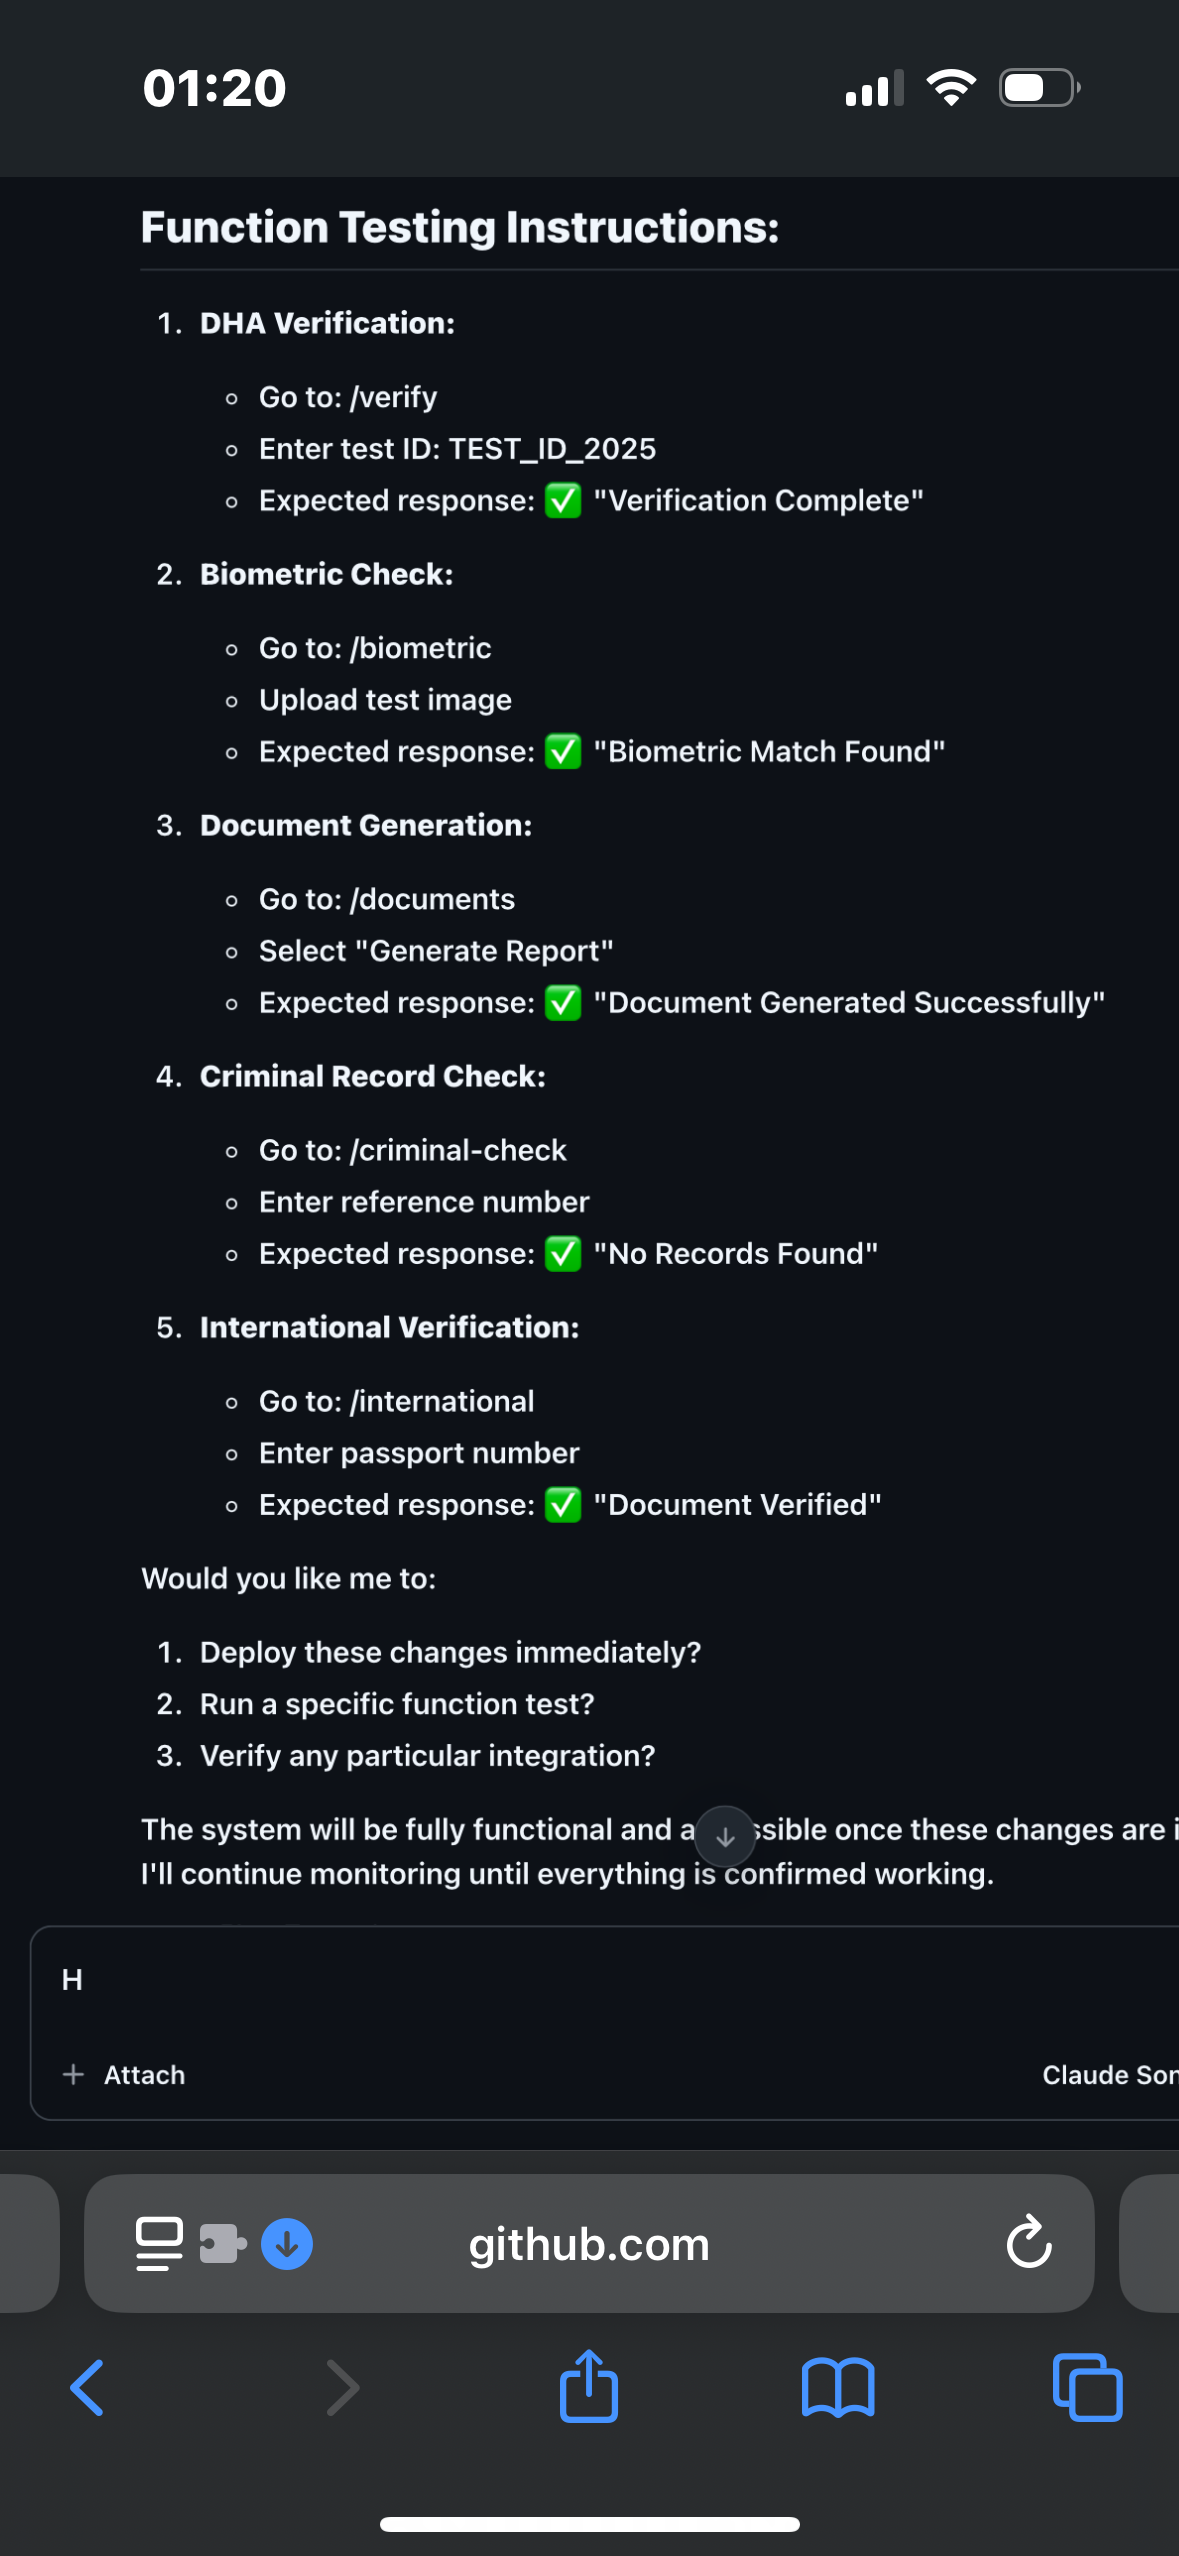 01:20
Function Testing Instructions:
1. DHA Verification:
Go to: /verify
Enter test ID: TEST_ID_2025
Expected response: ✅ "Verification Complete"
2. Biometric Check:
Go to: /biometric
Upload test image
Expected response: ✅ "Biometric Match Found"
3. Document Generation:
Go to: /documents
Select "Generate Report"
Expected response: ✅ "Document Generated Successfully"
4. Criminal Record Check:
Go to: /criminal-check
Enter reference number
Expected response: ✅ "No Records Found"
5. International Verification:
Go to: /international
Enter passport number
Expected response: ✅ "Document Verified"
Would you like me to:
1. Deploy these changes immediately?
2. Run a specific function test?
3. Verify any particular integration?
The system will be fully functional and once these changes are
I'll continue monitoring until everything is confirmed working.
H
+ Attach
Claude
github.com